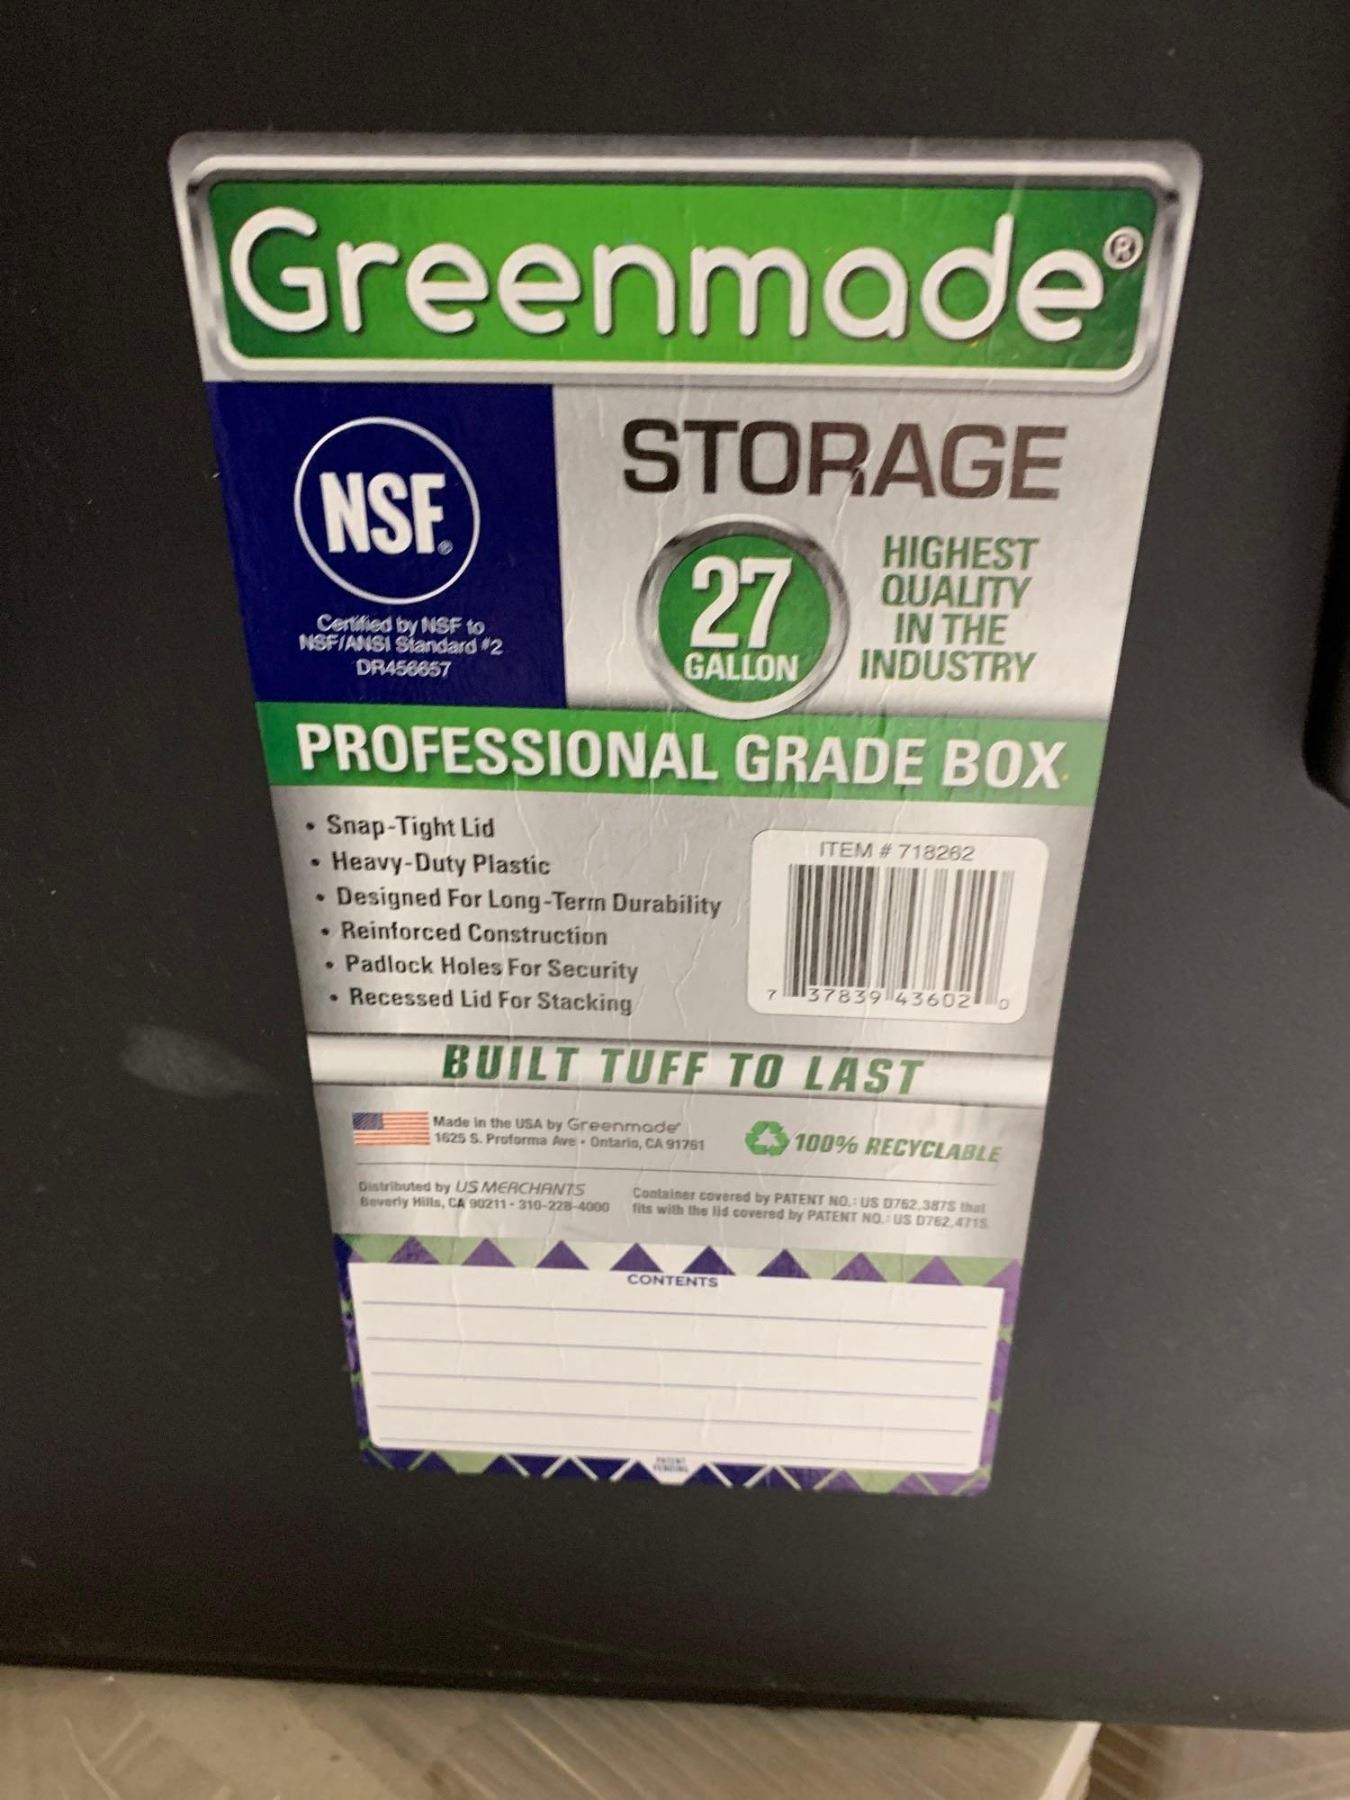 Greenmade®
NSF®
Certified by NSF to
NSF/ANSI Standard #2
DR456657
STORAGE
27
GALLON
HIGHEST
QUALITY
IN THE
INDUSTRY
PROFESSIONAL GRADE BOX
• Snap-Tight Lid
• Heavy-Duty Plastic
• Designed For Long-Term Durability
• Reinforced Construction
• Padlock Holes For Security
• Recessed Lid For Stacking
ITEM # 718262
7 37839 43602 0
BUILT TUFF TO LAST
Made in the USA by Greenmade®
1625 S. Proforma Ave • Ontario, CA 91761
100% RECYCLABLE
Distributed by US MERCHANTS
Beverly Hills, CA 90211 • 310-228-4000
Container covered by PATENT NO.: US D762,387S that
fits with the lid covered by PATENT NO.: US D762,471S
CONTENTS
PATENT
PENDING